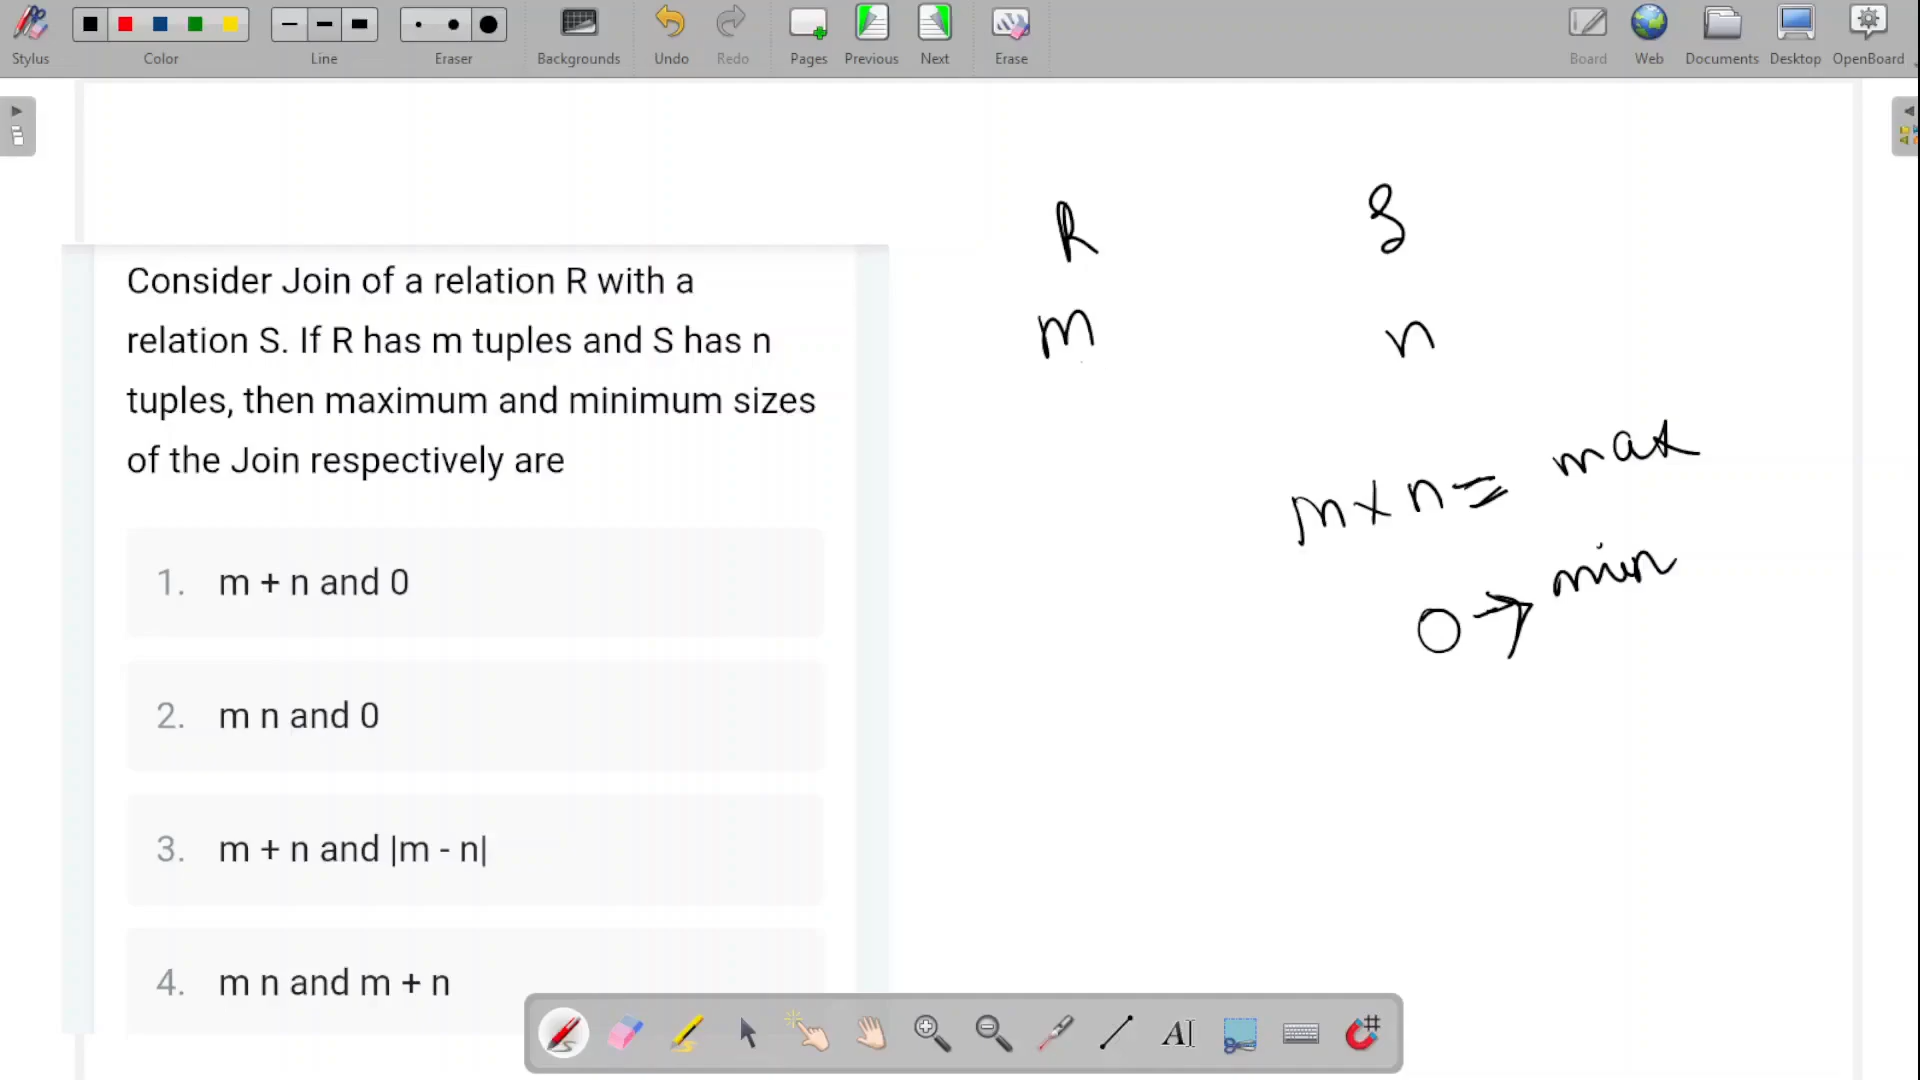 Stylus
Color
Line
Eraser
Backgrounds
Undo
Redo
Pages
Previous
Next
Erase
Board
Web
Documents
Desktop
OpenBoard
Consider Join of a relation R with a
relation S. If R has m tuples and S has n
tuples, then maximum and minimum sizes
of the Join respectively are
1. m + n and 0
2. m n and 0
3. m + n and |m - n|
4. m n and m + n
R S
m n
m x n = max
0 → min
AI